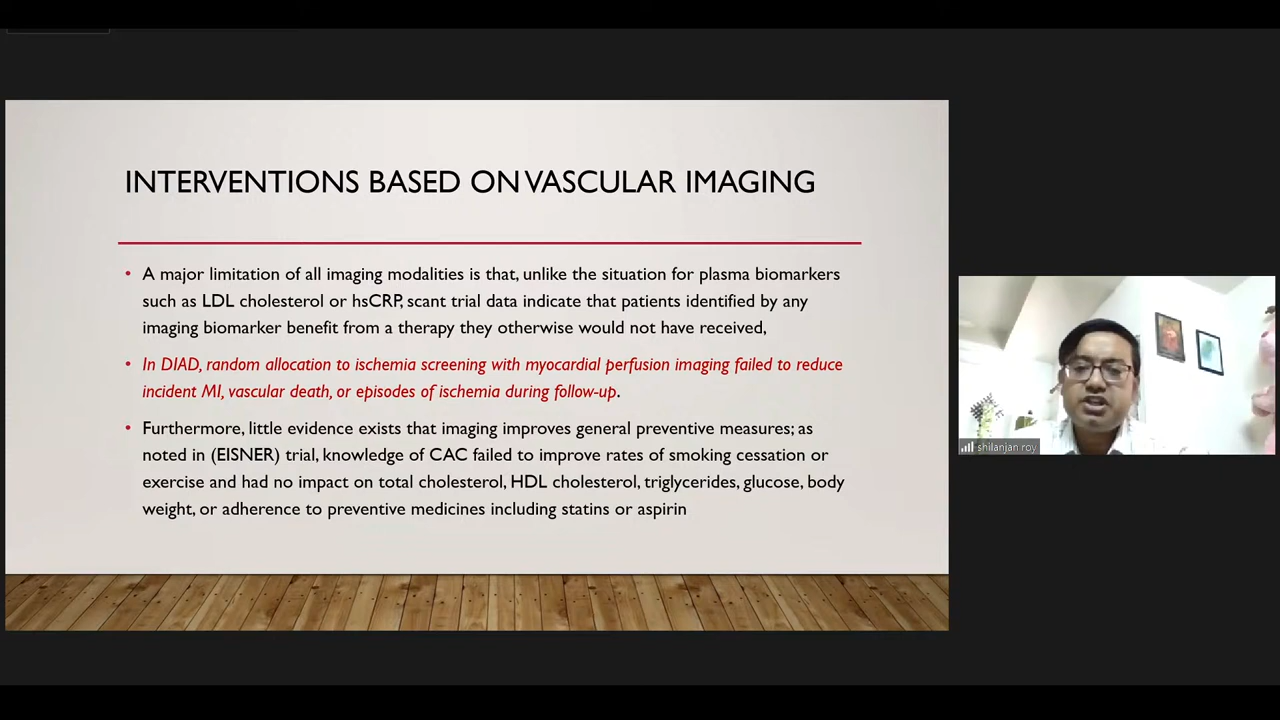 INTERVENTIONS BASED ON VASCULAR IMAGING
• A major limitation of all imaging modalities is that, unlike the situation for plasma biomarkers
such as LDL cholesterol or hsCRP, scant trial data indicate that patients identified by any
imaging biomarker benefit from a therapy they otherwise would not have received,
• In DIAD, random allocation to ischemia screening with myocardial perfusion imaging failed to reduce
incident MI, vascular death, or episodes of ischemia during follow-up.
• Furthermore, little evidence exists that imaging improves general preventive measures; as
noted in (EISNER) trial, knowledge of CAC failed to improve rates of smoking cessation or
exercise and had no impact on total cholesterol, HDL cholesterol, triglycerides, glucose, body
weight, or adherence to preventive medicines including statins or aspirin
shilanjan roy